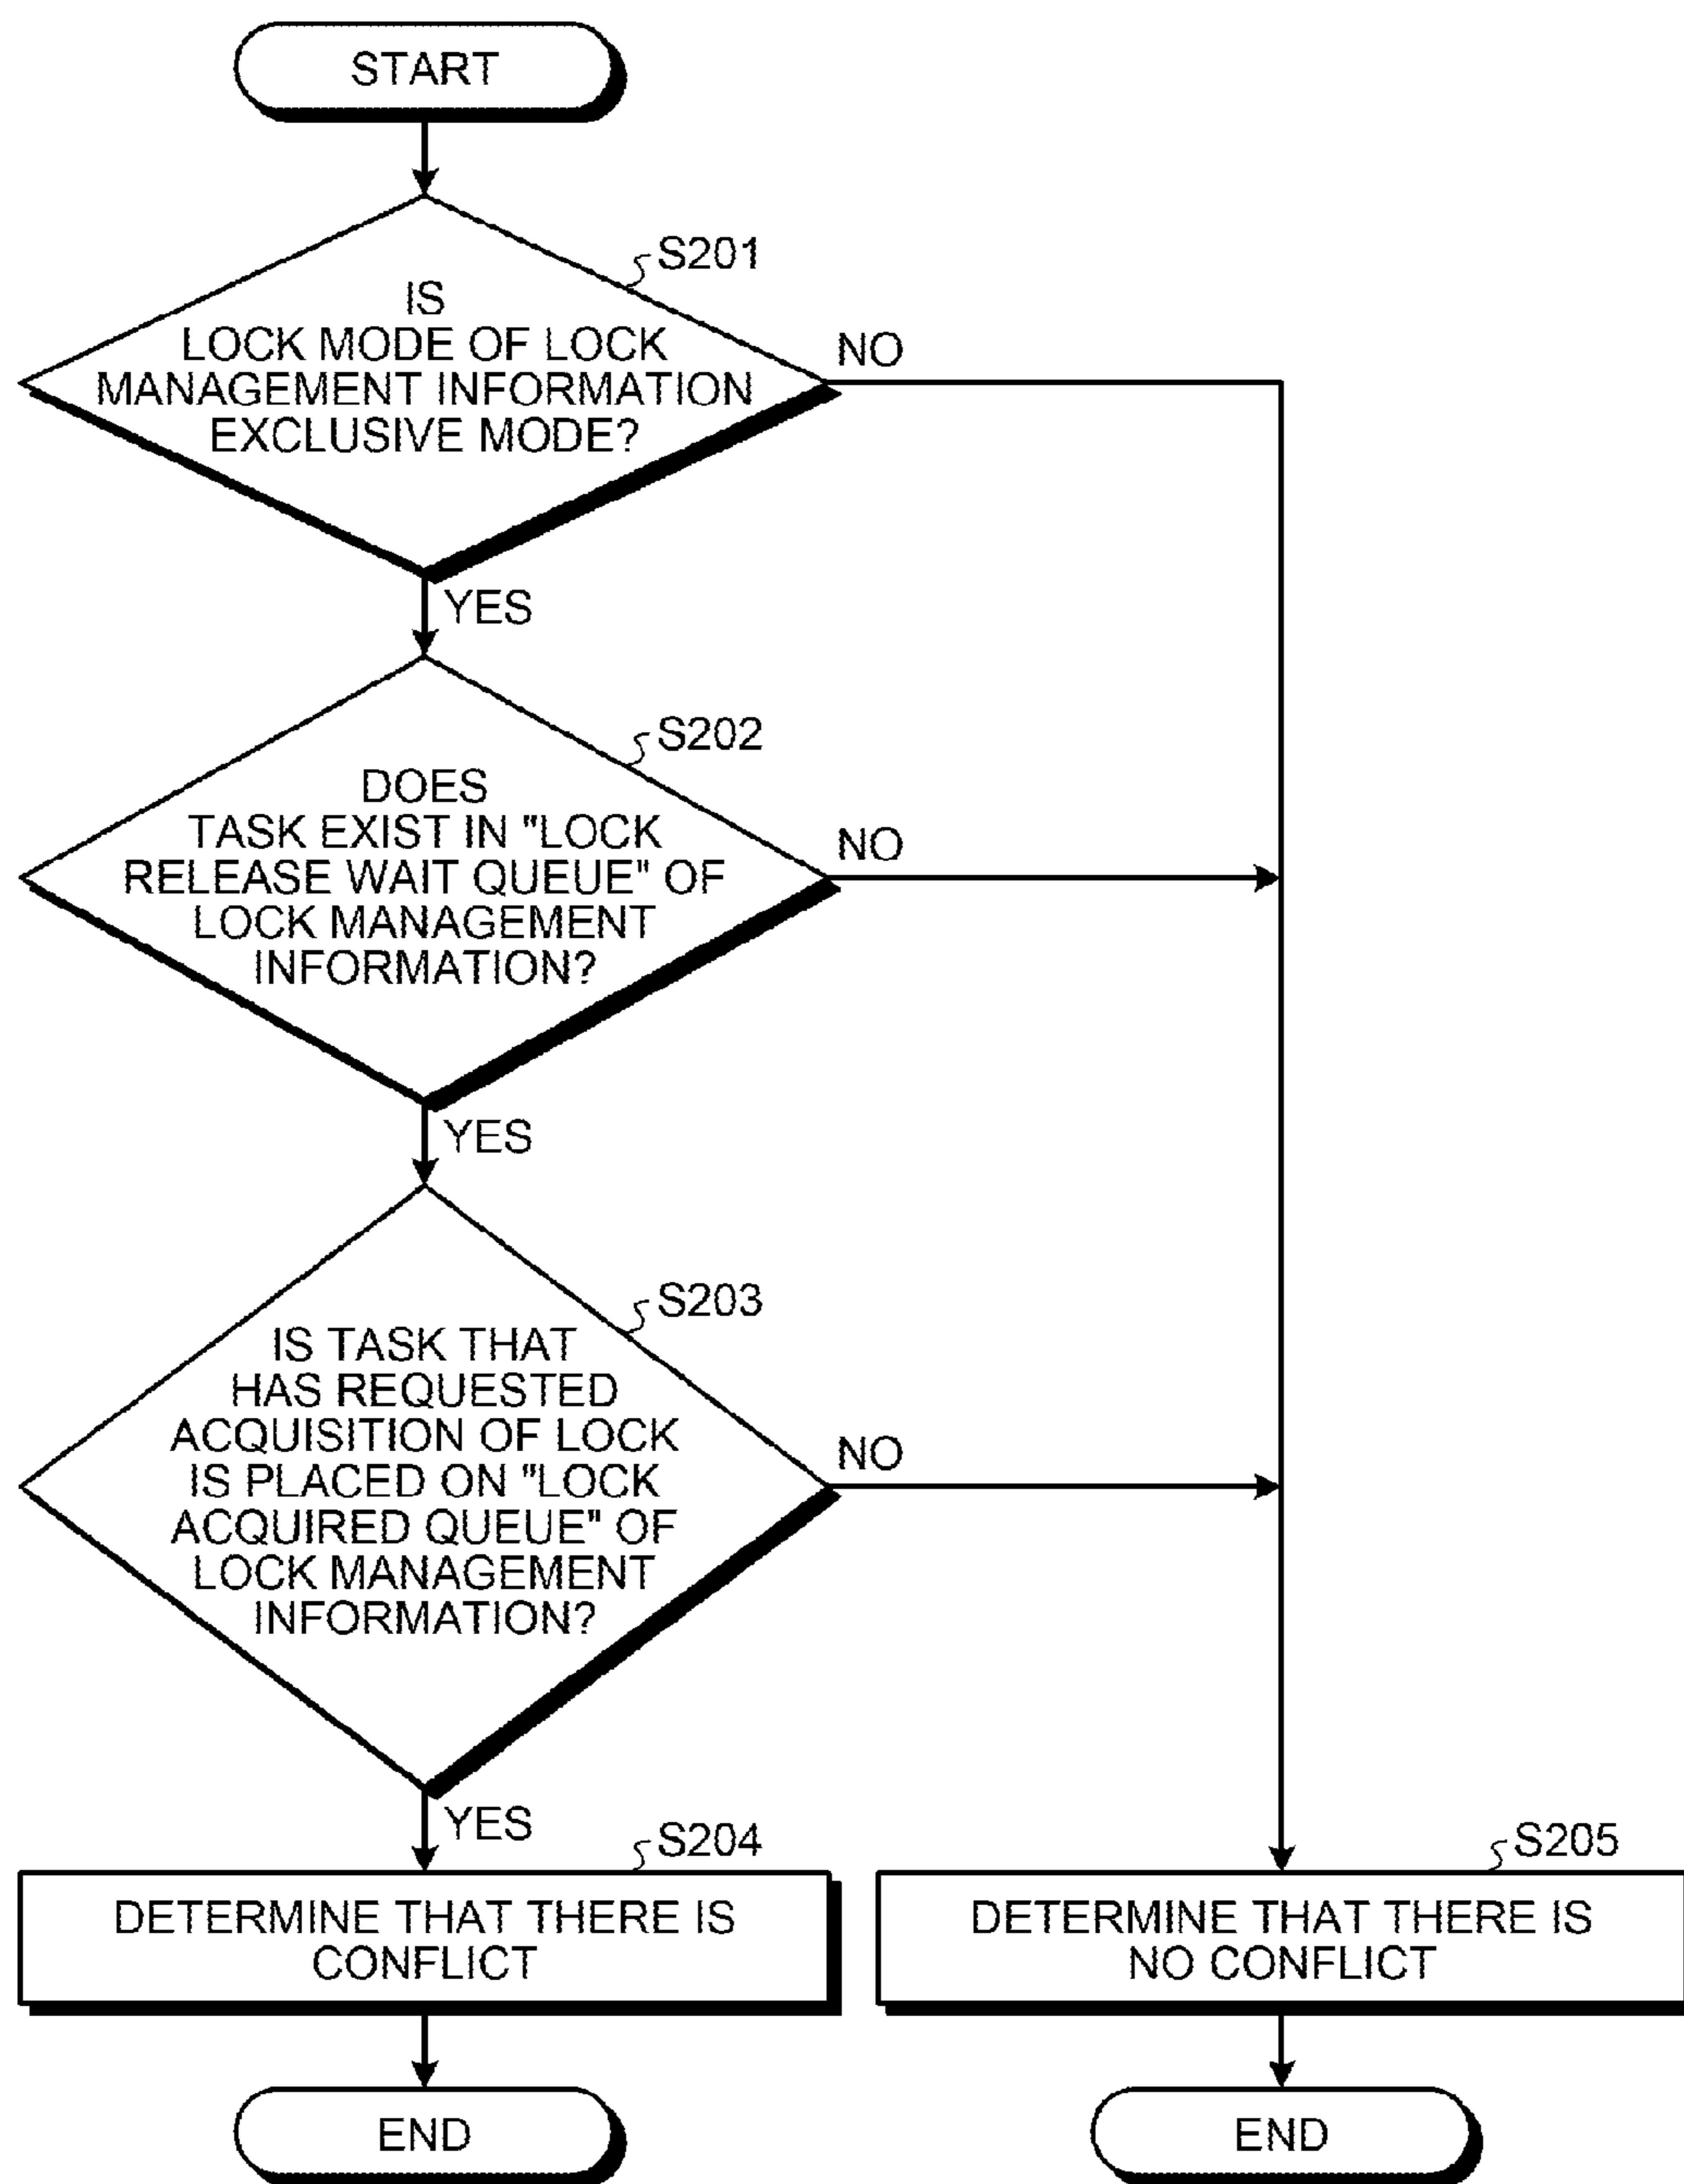 START
S201
IS
LOCK MODE OF LOCK
MANAGEMENT INFORMATION
EXCLUSIVE MODE?
NO
YES
S202
DOES
TASK EXIST IN "LOCK
RELEASE WAIT QUEUE" OF
LOCK MANAGEMENT
INFORMATION?
NO
YES
S203
IS TASK THAT
HAS REQUESTED
ACQUISITION OF LOCK
IS PLACED ON "LOCK
ACQUIRED QUEUE" OF
LOCK MANAGEMENT
INFORMATION?
NO
YES
S204
DETERMINE THAT THERE IS
CONFLICT
S205
DETERMINE THAT THERE IS
NO CONFLICT
END
END